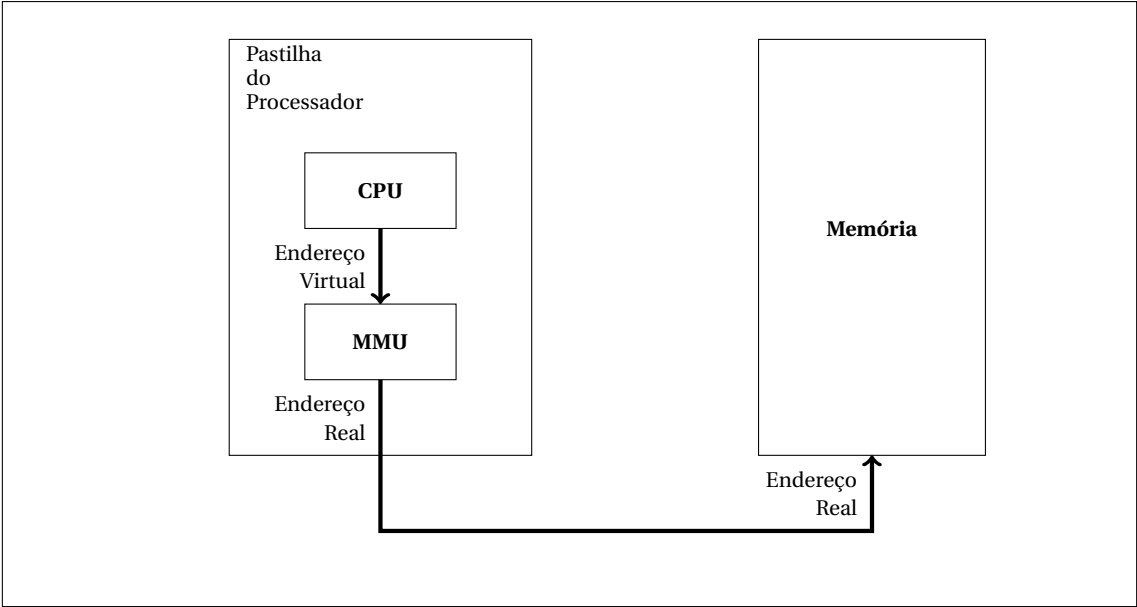 Pastilha
do
Processador
CPU
Endereço
Virtual
MMU
Endereço
Real
Memória
Endereço
Real